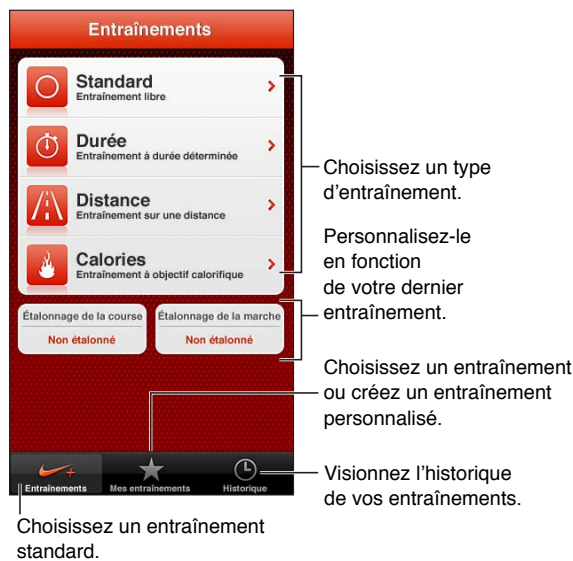 Entraînements
Standard
Entraînement libre
Durée
Entraînement à durée déterminée
Distance
Entraînement sur une distance
Calories
Entraînement à objectif calorifique
Étalonnage de la course
Non étalonné
Étalonnage de la marche
Non étalonné
Entraînements
Mes entraînements
Historique
Choisissez un type
d’entraînement.
Personnalisez-le
en fonction
de votre dernier
entraînement.
Choisissez un entraînement
ou créez un entraînement
personnalisé.
Visionnez l’historique
de vos entraînements.
Choisissez un entraînement
standard.